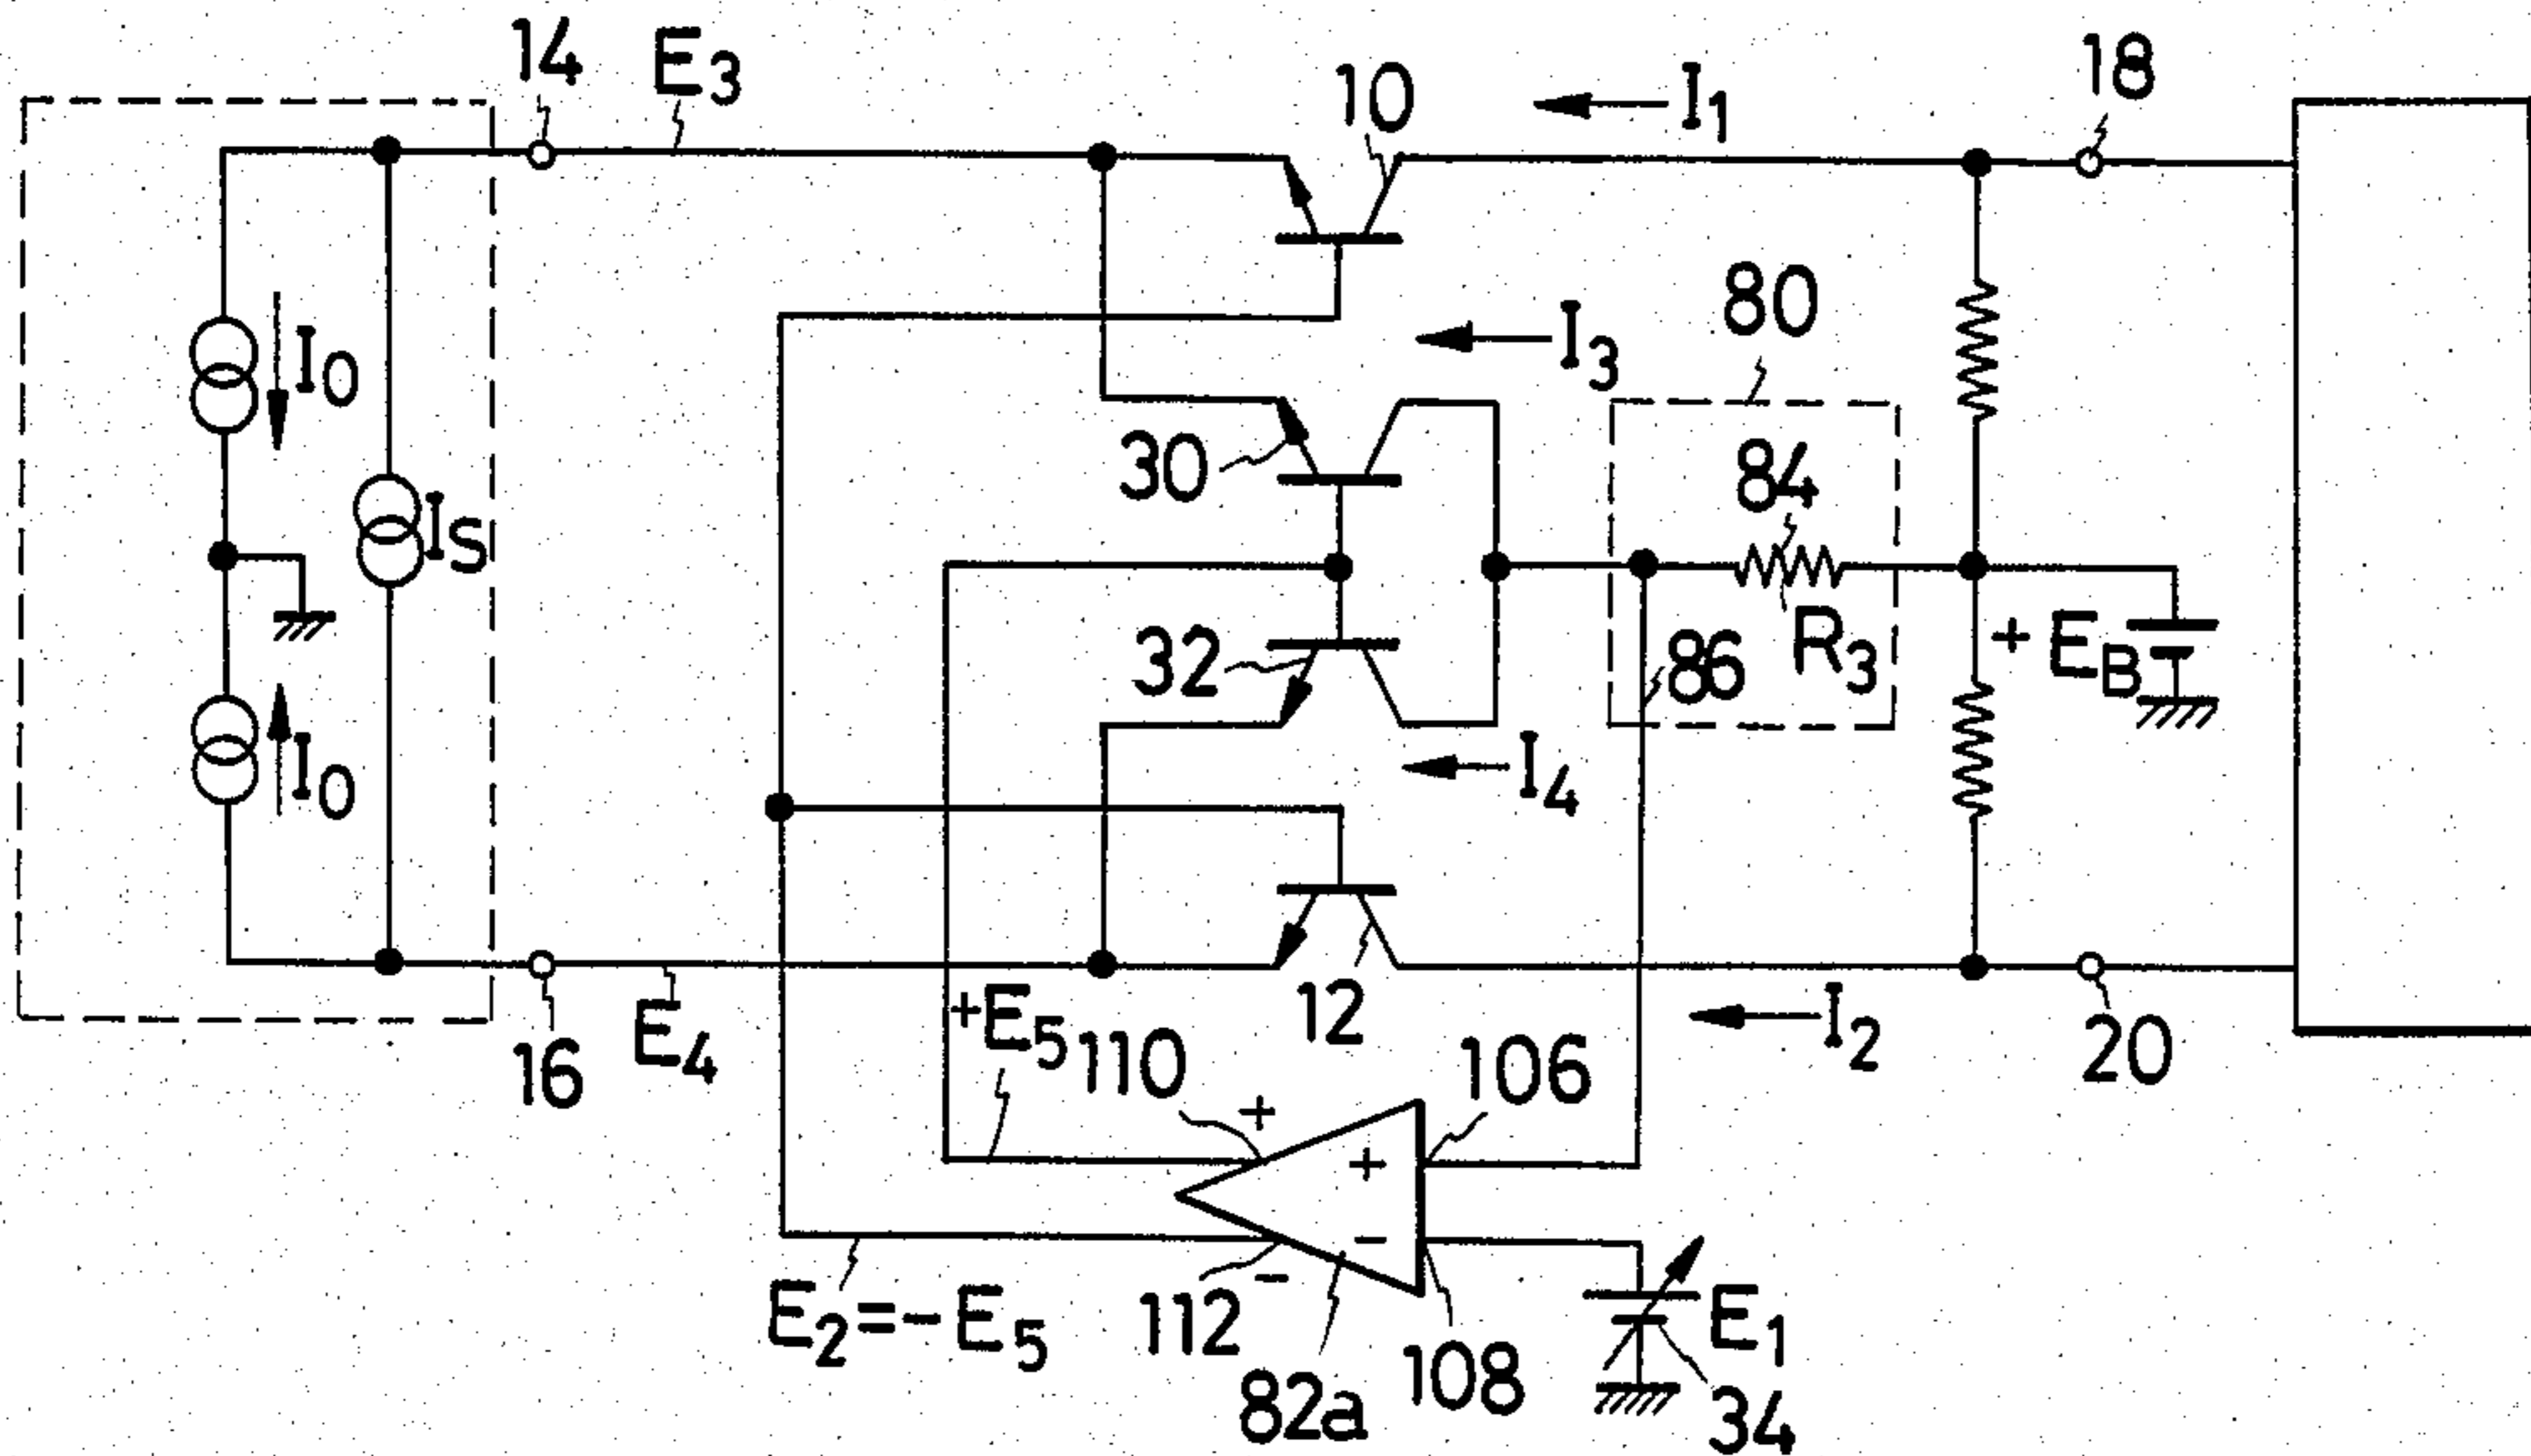 14
E3
10
I1
18
I0
IS
I3
80
30
84
32
86
R3
+ EB
I0
I4
+E5
110
12
106
I2
20
16
E4
+
+
-
-
E2=-E5
112
82a
108
E1
34